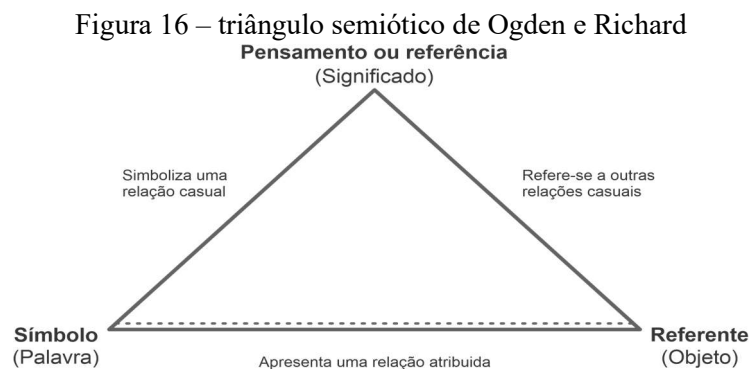 Figura 16 – triângulo semiótico de Ogden e Richard
Pensamento ou referência
(Significado)
Simboliza uma
relação casual
Refere-se a outras
relações casuais
Símbolo
(Palavra)
Referente
(Objeto)
Apresenta uma relação atribuida